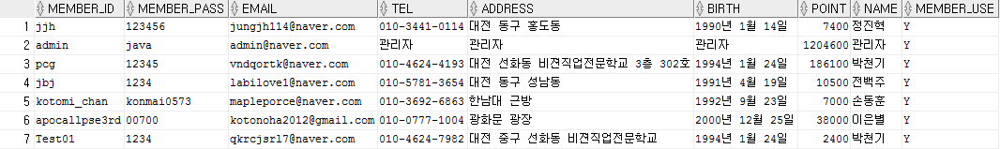 MEMBER_ID MEMBER_PASS EMAIL TEL ADDRESS BIRTH POINT NAME MEMBER_USE
1 jjh 123456 jungjh114@naver.com 010-3441-0114 대전 동구 홍도동 1990년 1월 14일 7400 정진혁 Y
2 admin java admin@naver.com 관리자 관리자 관리자 1204600 관리자 Y
3 pcg 12345 vndqortk@naver.com 010-4624-4193 대전 선화동 비젼직업전문학교 3층 302호 1994년 1월 24일 186100 박천기 Y
4 jbj 1234 labilove1@naver.com 010-5781-3654 대전 동구 성남동 1991년 4월 19일 10500 전백주 Y
5 kotomi_chan konmai0573 mapleporce@naver.com 010-3692-6863 한남대 근방 1992년 9월 23일 7000 손동훈 Y
6 apocallpse3rd 00700 kotonoha2012@gmail.com 010-0777-1004 광화문 광장 2000년 12월 25일 38000 이은별 Y
7 Test01 1234 qkrcjsrl7@naver.com 010-4624-7982 대전 중구 선화동 비젼직업전문학교 1994년 1월 24일 2400 박천기 Y